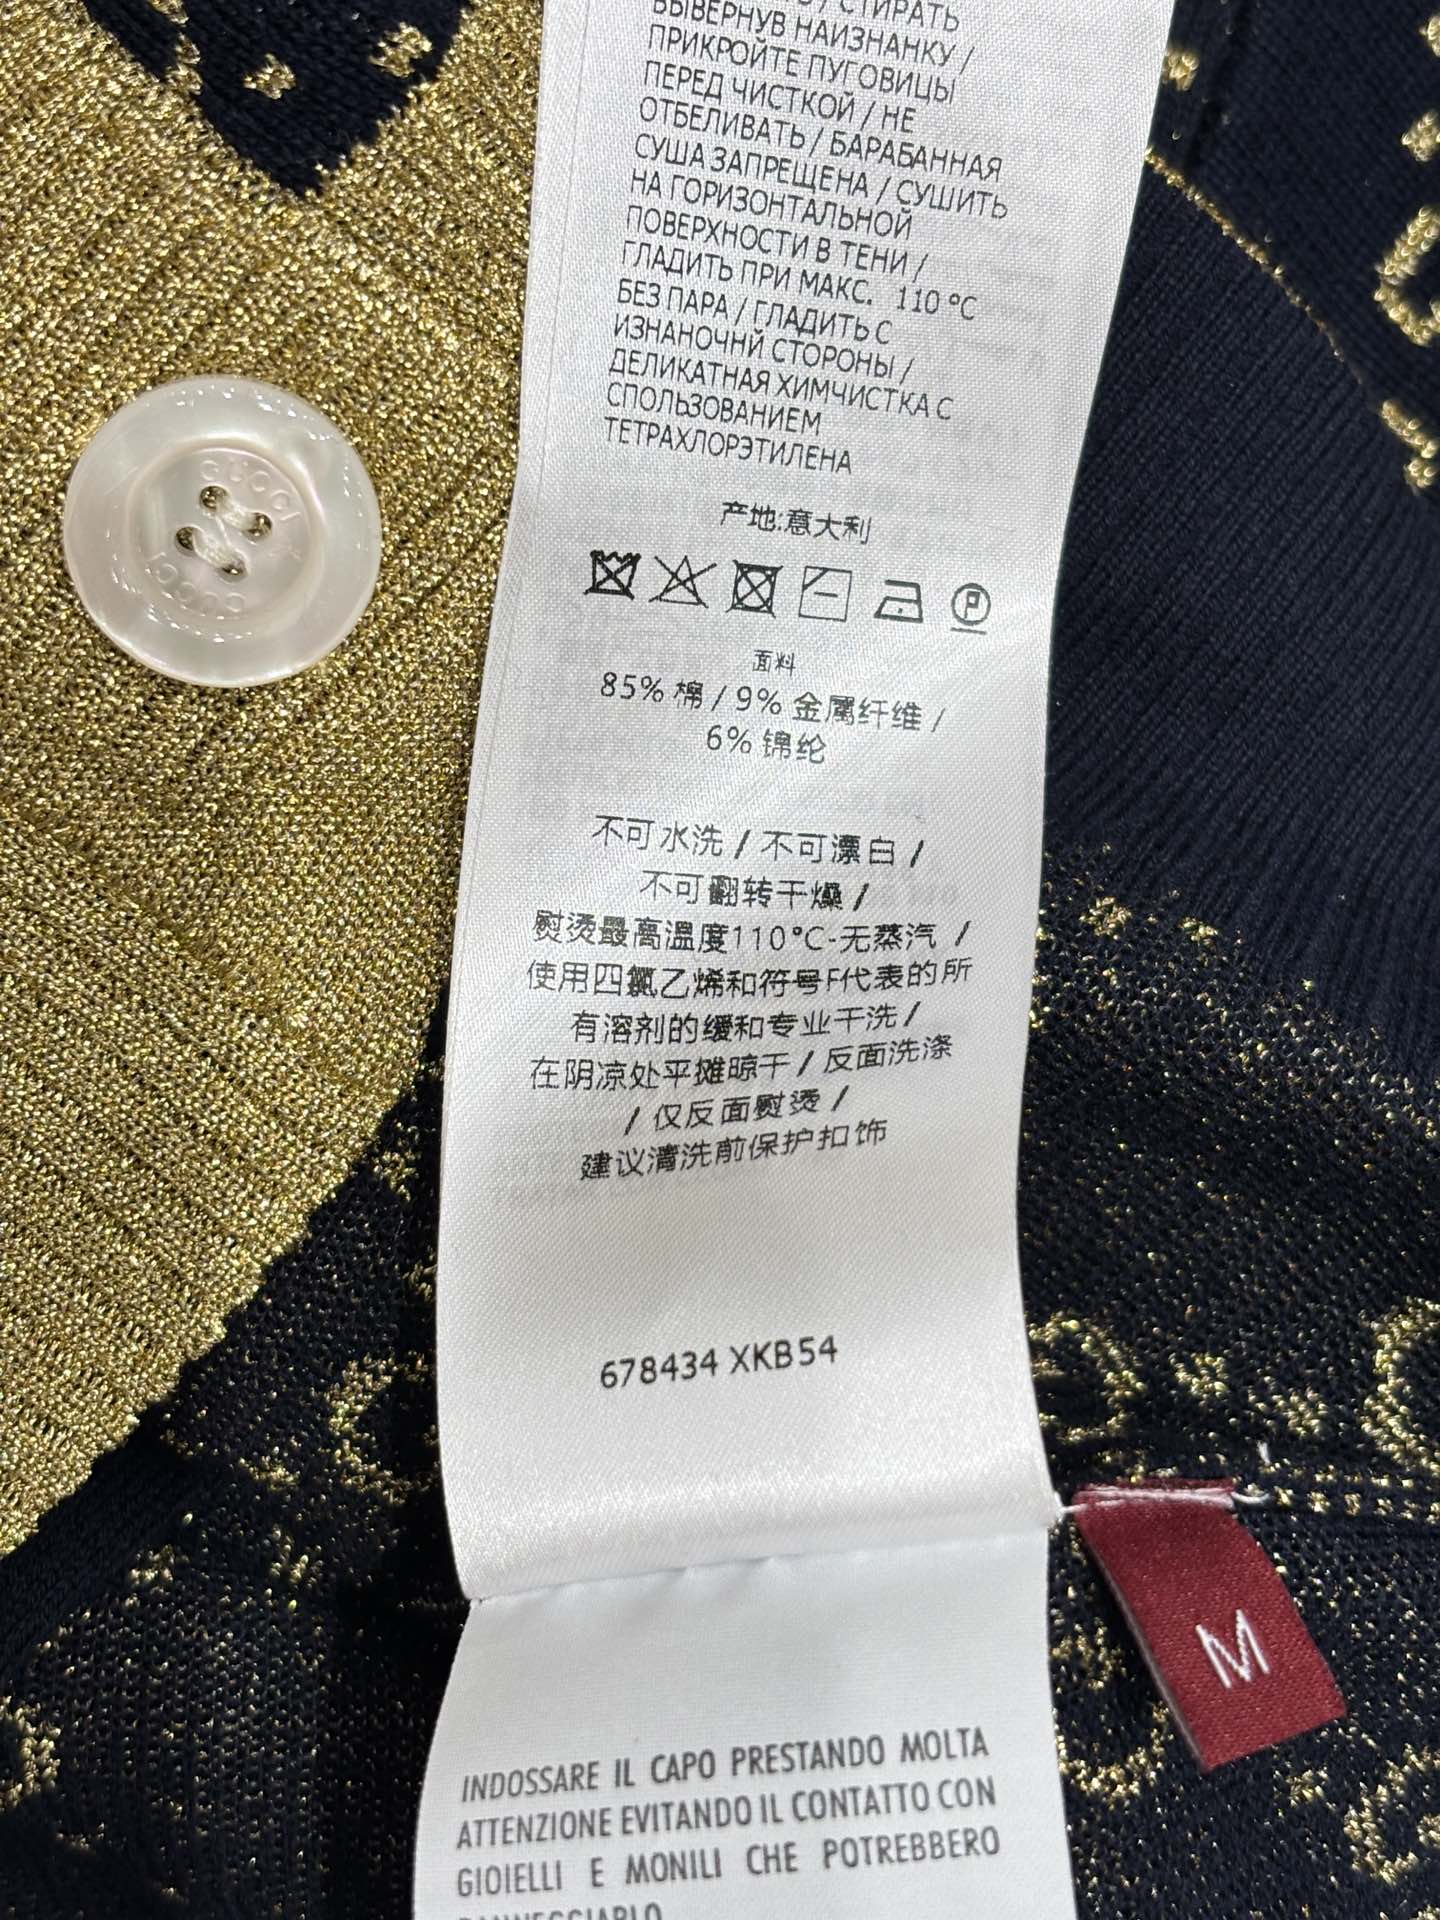 СТИРАТЬ
ВЫВЕРНУВ НАИЗНАНКУ /
ПРИКРОЙТЕ ПУГОВИЦЫ
ПЕРЕД ЧИСТКОЙ / НЕ
ОТБЕЛИВАТЬ / БАРАБАННАЯ
СУША ЗАПРЕЩЕНА / СУШИТЬ
НА ГОРИЗОНТАЛЬНОЙ
ПОВЕРХНОСТИ В ТЕНИ /
ГЛАДИТЬ ПРИ МАКС. 110 °C
БЕЗ ПАРА / ГЛАДИТЬ С
ИЗНАНОЧНЙ СТОРОНЫ /
ДЕЛИКАТНАЯ ХИМЧИСТКА С
СПОЛЬЗОВАНИЕМ
ТЕТРАХЛОРЭТИЛЕНА
产地:意大利
P
面料
85% 棉 / 9% 金属纤维 /
6% 锦纶
不可水洗 / 不可漂白 /
不可翻转干燥 /
熨烫最高温度110°C-无蒸汽 /
使用四氯乙烯和符号F代表的所
有溶剂的缓和专业干洗 /
在阴凉处平摊晾干 / 反面洗涤
/ 仅反面熨烫 /
建议清洗前保护扣饰
678434 XKB54
GUCCI
GUCCI
M
INDOSSARE IL CAPO PRESTANDO MOLTA
ATTENZIONE EVITANDO IL CONTATTO CON
GIOIELLI E MONILI CHE POTREBBERO